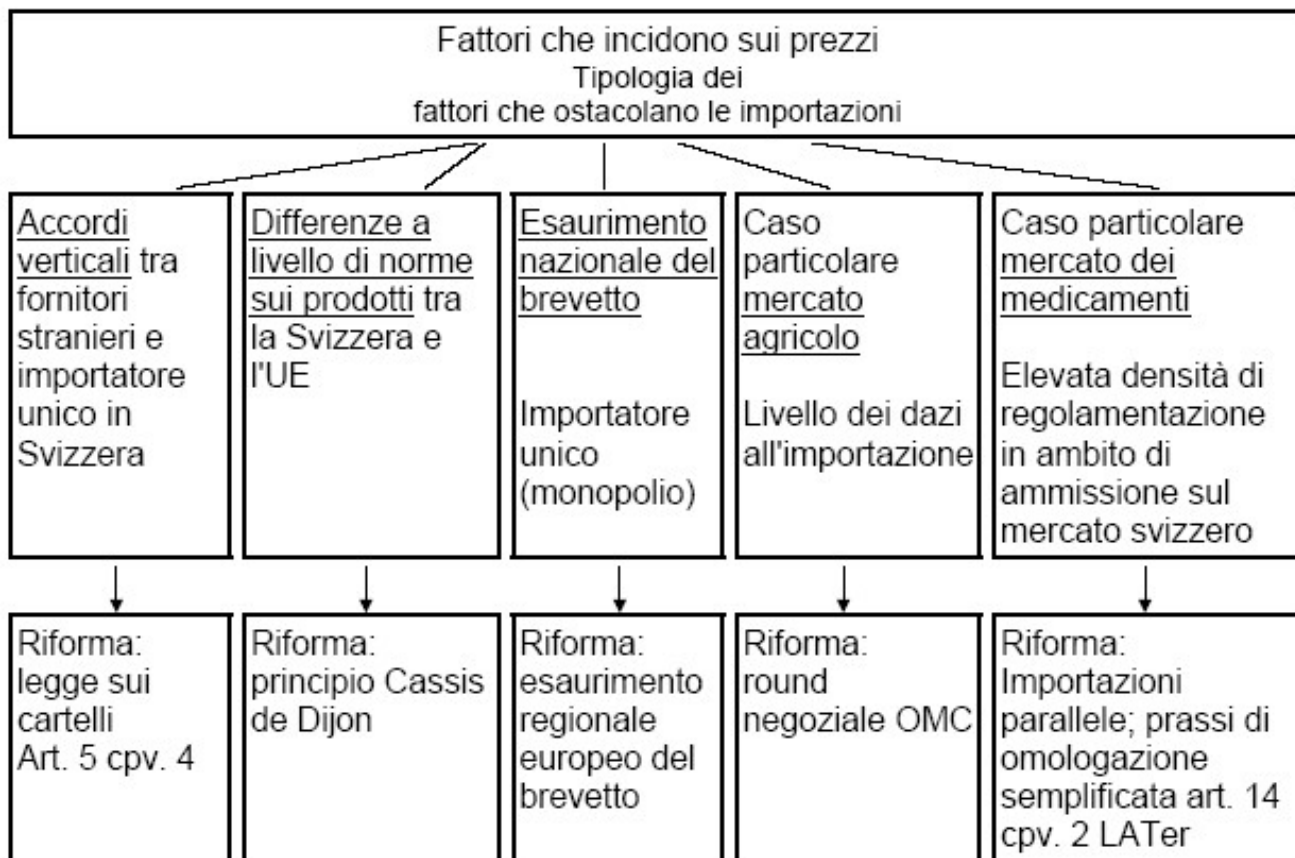 Fattori che incidono sui prezzi
Tipologia dei
fattori che ostacolano le importazioni
Accordi
verticali tra
fornitori
stranieri e
importatore
unico in
Svizzera
Differenze a
livello di norme
sui prodotti tra
la Svizzera e
l'UE
Esaurimento
nazionale del
brevetto
Importatore
unico
(monopolio)
Caso
particolare
mercato
agricolo
Livello dei dazi
all'importazione
Caso particolare
mercato dei
medicamenti
Elevata densità di
regolamentazione
in ambito di
ammissione sul
mercato svizzero
Riforma:
legge sui
cartelli
Art. 5 cpv. 4
Riforma:
principio Cassis
de Dijon
Riforma:
esaurimento
regionale
europeo del
brevetto
Riforma:
round
negoziale OMC
Riforma:
Importazioni
parallele; prassi di
omologazione
semplificata art. 14
cpv. 2 LATer